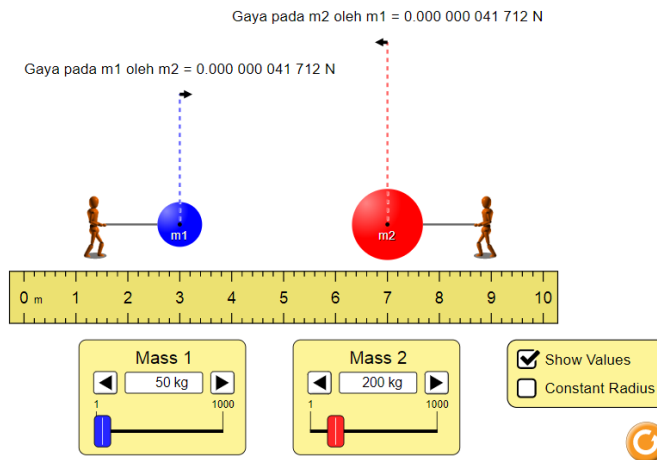 Gaya pada m2 oleh m1 = 0.000 000 041 712 N
Gaya pada m1 oleh m2 = 0.000 000 041 712 N
m1
m2
0 m 1 2 3 4 5 6 7 8 9 10
Mass 1
50 kg
1 1000
Mass 2
200 kg
1 1000
Show Values
Constant Radius